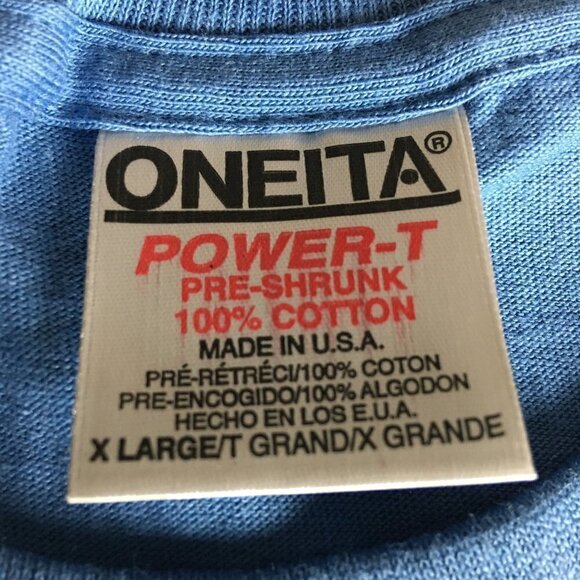 ONEITA®
POWER-T
PRE-SHRUNK
100% COTTON
MADE IN U.S.A.
PRÉ-RÉTRÉCI/100% COTON
PRE-ENCOGIDO/100% ALGODON
HECHO EN LOS E.U.A.
X LARGE/T GRAND/X GRANDE